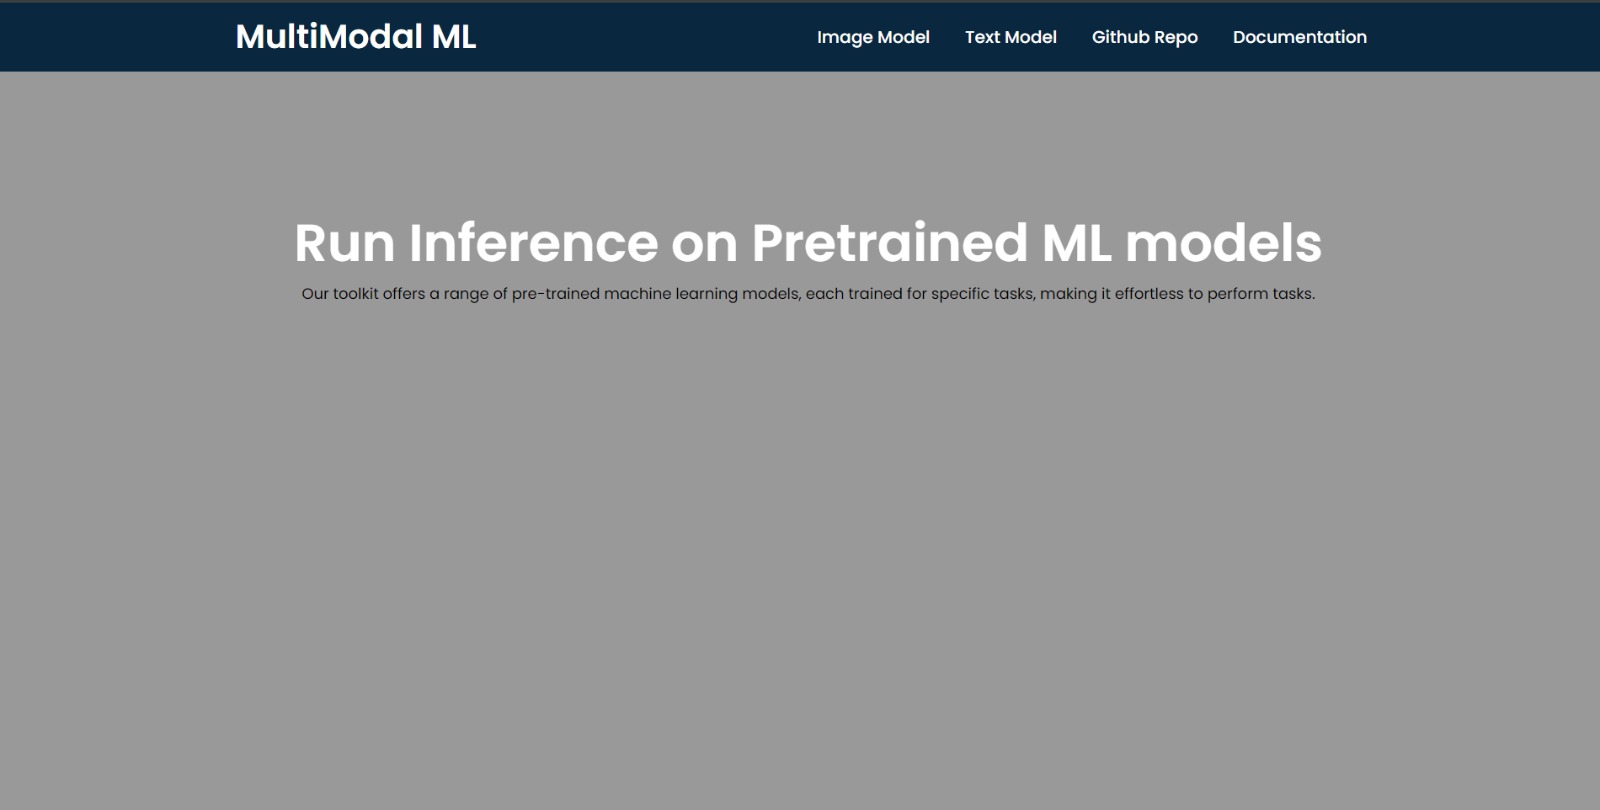 MultiModal ML
Image Model
Text Model
Github Repo
Documentation
Run Inference on Pretrained ML models
Our toolkit offers a range of pre-trained machine learning models, each trained for specific tasks, making it effortless to perform tasks.